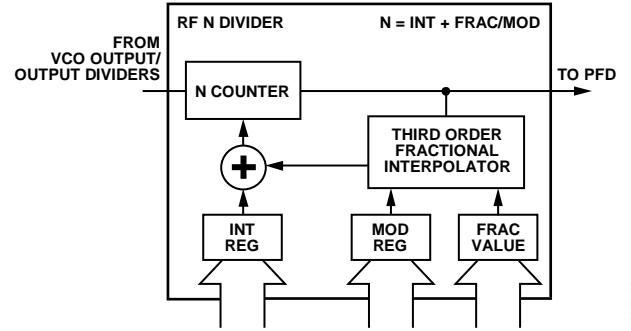 RF N DIVIDER
N = INT + FRAC/MOD
FROM
VCO OUTPUT/
OUTPUT DIVIDERS
TO PFD
N COUNTER
THIRD ORDER
FRACTIONAL
INTERPOLATOR
+
INT
REG
MOD
REG
FRAC
VALUE